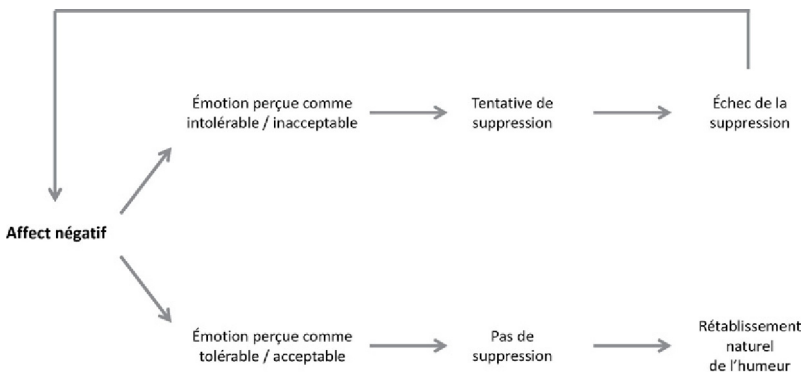 Émotion perçue comme
intolérable / inacceptable
Tentative de
suppression
Échec de la
suppression
Affect négatif
Émotion perçue comme
tolérable / acceptable
Pas de
suppression
Rétablissement
naturel
de l'humeur